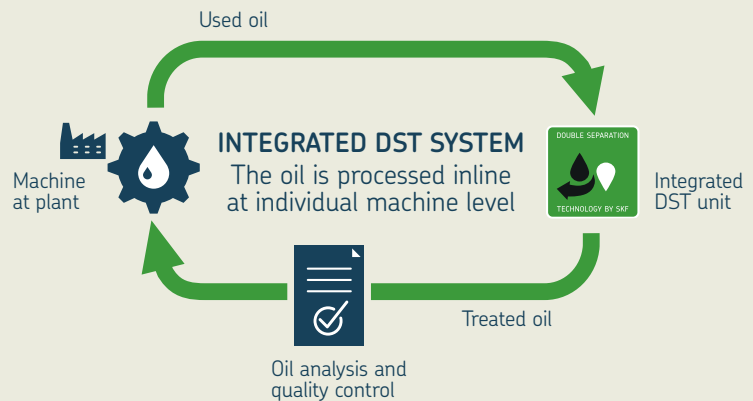 Used oil
INTEGRATED DST SYSTEM
The oil is processed inline
at individual machine level
Machine
at plant
DOUBLE SEPARATION
TECHNOLOGY BY SKF
Integrated
DST unit
Treated oil
Oil analysis and
quality control